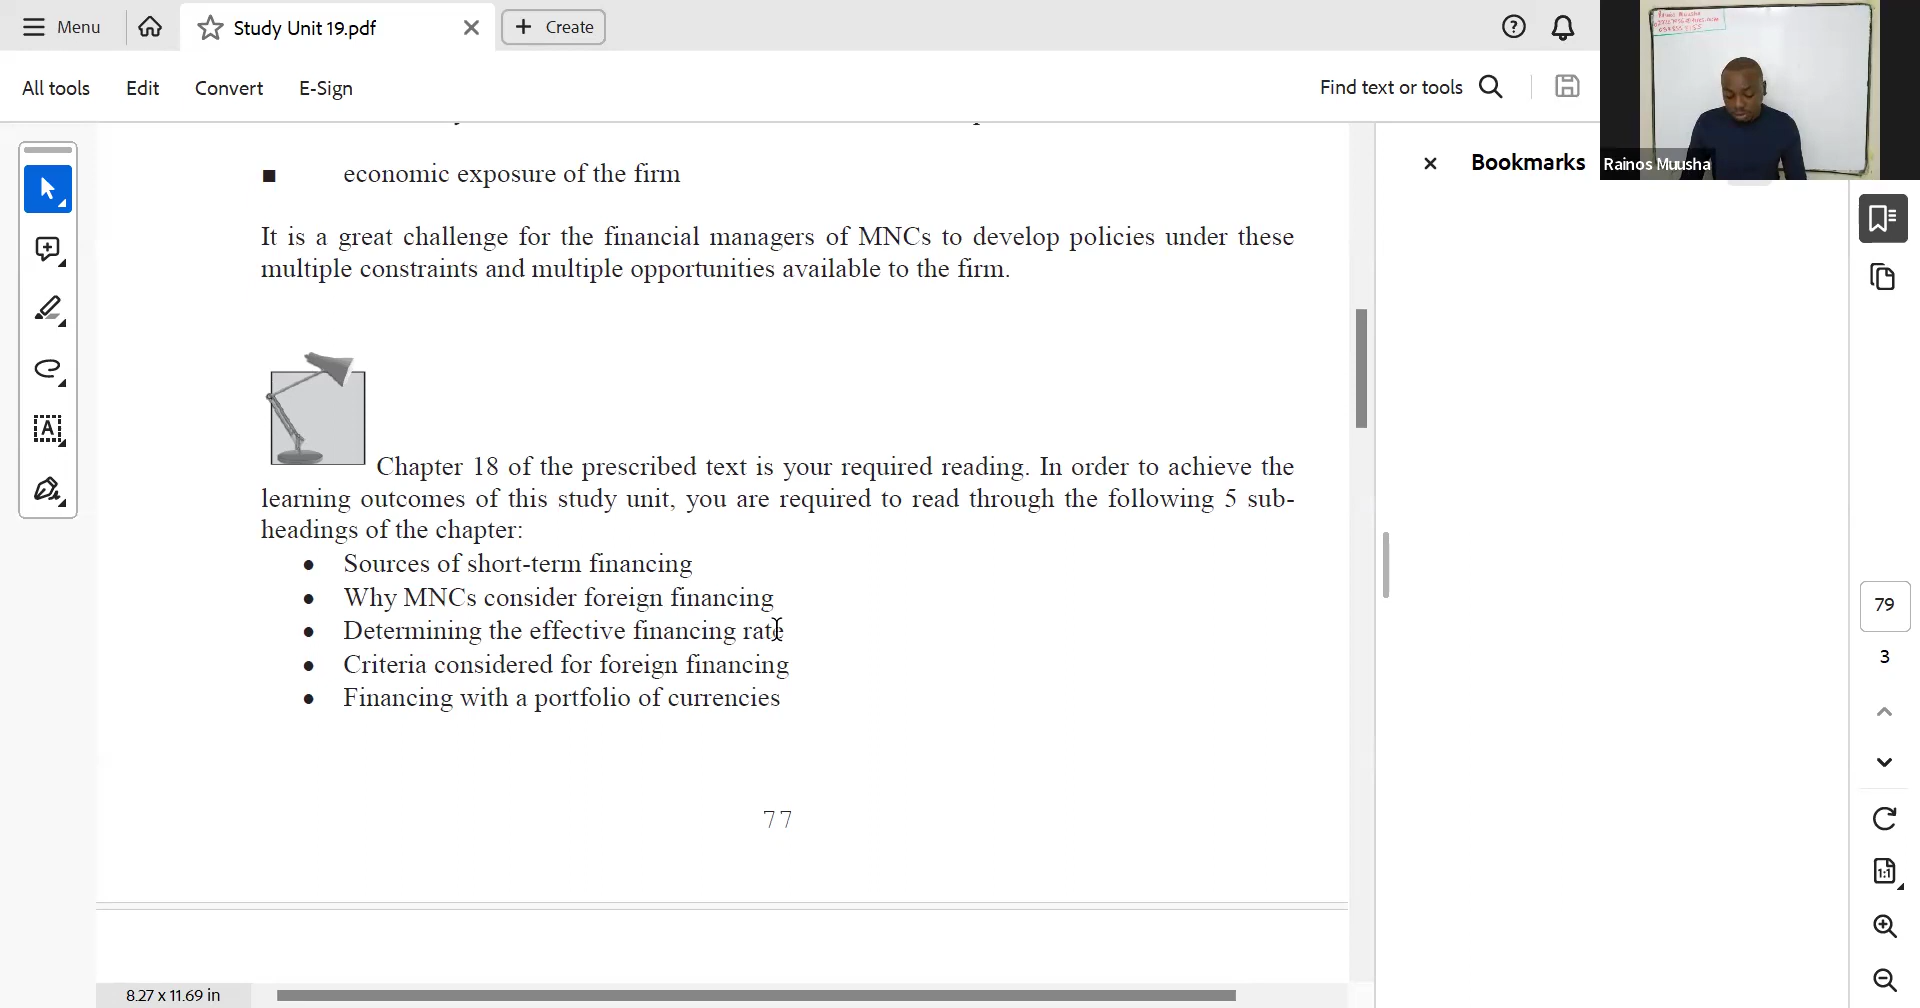 Menu
Study Unit 19.pdf
Create
All tools
Edit
Convert
E-Sign
Find text or tools
Rainos Muusha
Bookmarks
■ economic exposure of the firm
It is a great challenge for the financial managers of MNCs to develop policies under these
multiple constraints and multiple opportunities available to the firm.
Chapter 18 of the prescribed text is your required reading. In order to achieve the
learning outcomes of this study unit, you are required to read through the following 5 sub-
headings of the chapter:
• Sources of short-term financing
• Why MNCs consider foreign financing
• Determining the effective financing rate
• Criteria considered for foreign financing
• Financing with a portfolio of currencies
77
79
3
8.27 x 11.69 in